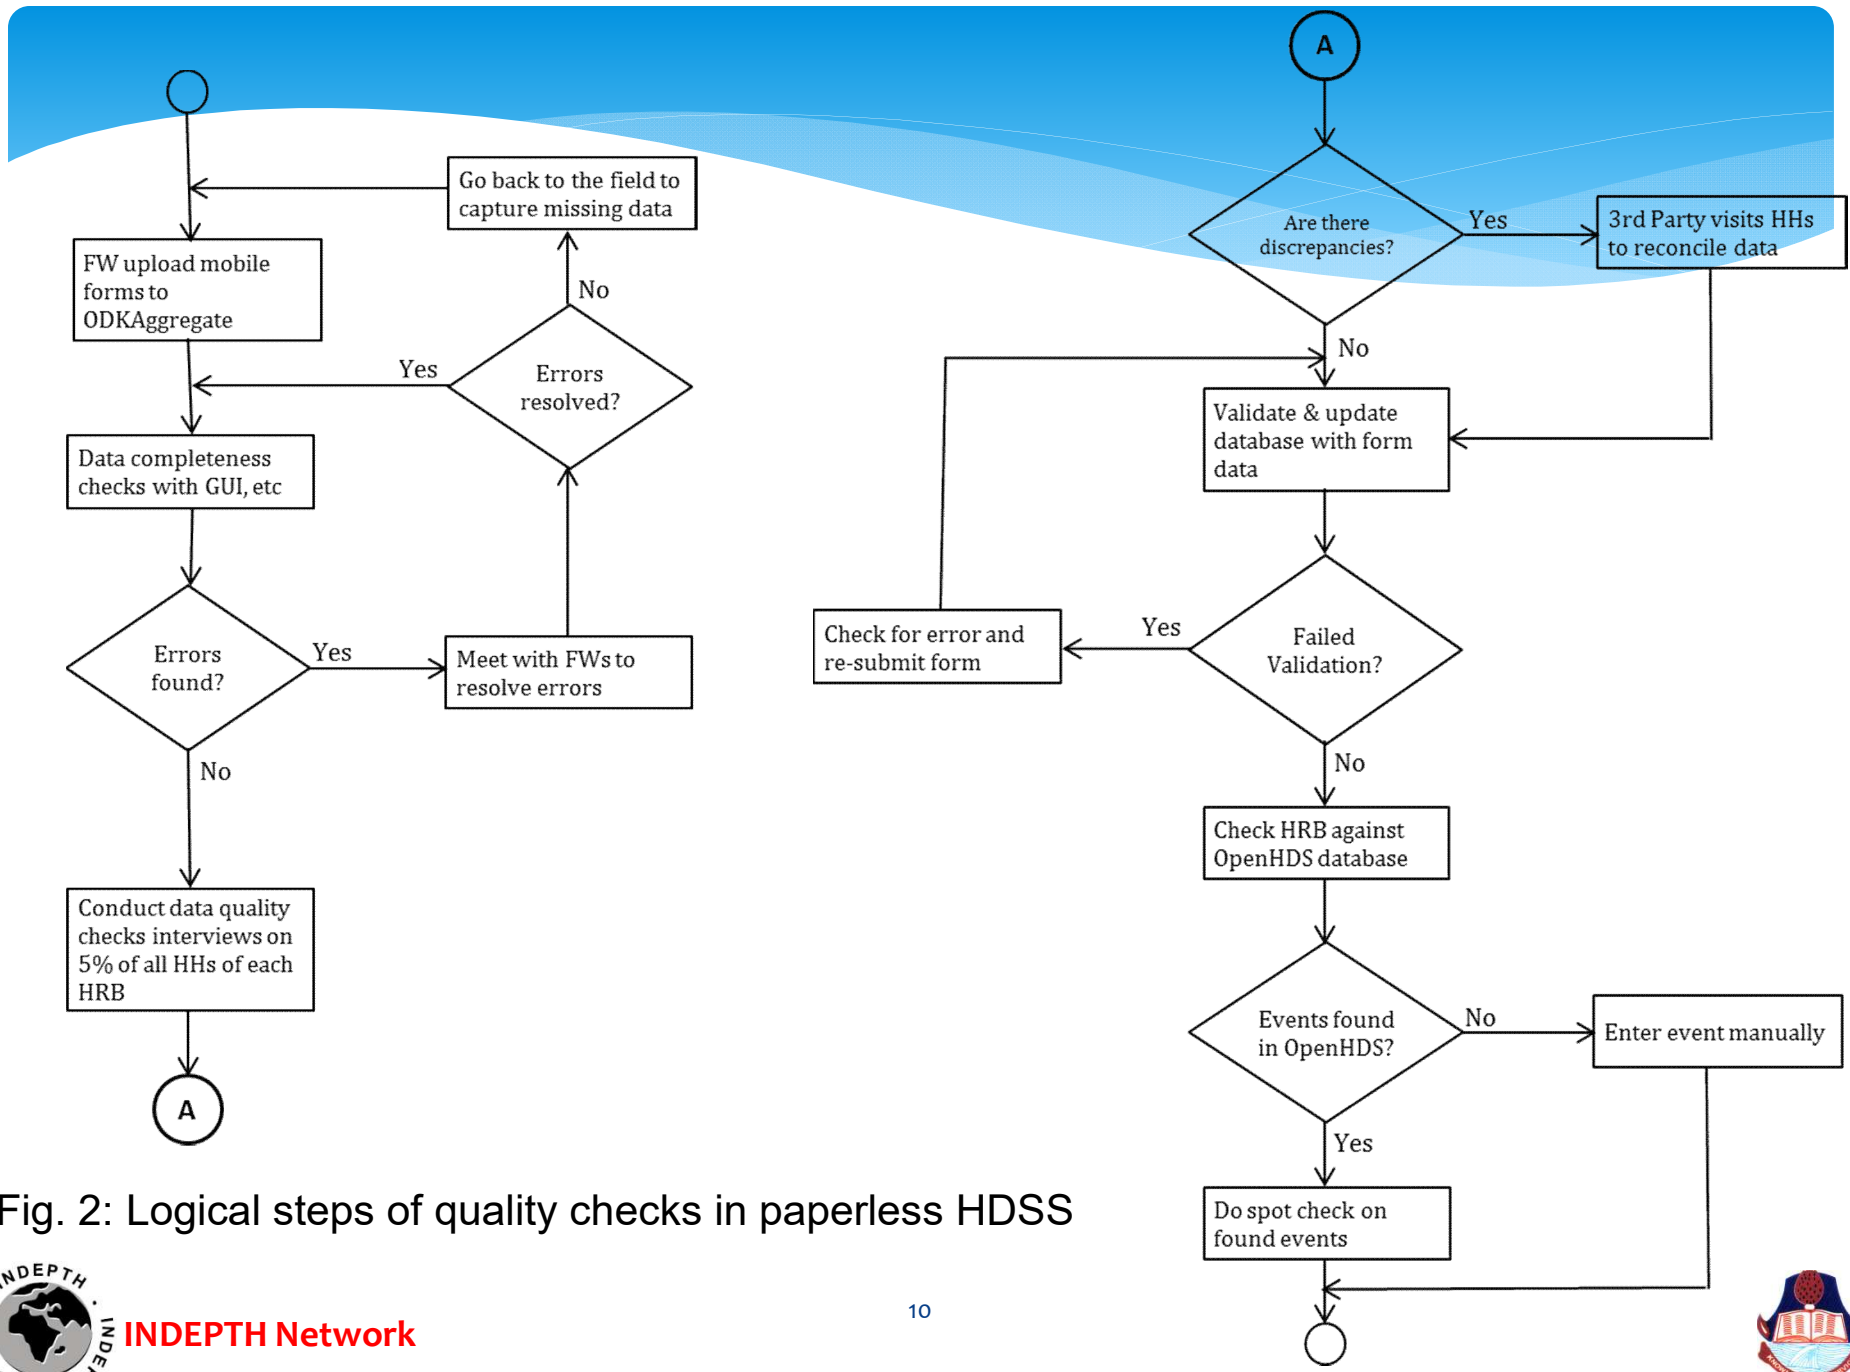 Go back to the field to
capture missing data
FW upload mobile
forms to
ODKAggregate
No
Yes
Errors
resolved?
Data completeness
checks with GUI, etc
Errors
found?
Yes
Meet with FWs to
resolve errors
No
Conduct data quality
checks interviews on
5% of all HHs of each
HRB
A
A
Are there
discrepancies?
Yes
3rd Party visits HHs
to reconcile data
No
Validate & update
database with form
data
Failed
Validation?
Yes
Check for error and
re-submit form
No
Check HRB against
OpenHDS database
Events found
in OpenHDS?
No
Enter event manually
Yes
Do spot check on
found events
Fig. 2: Logical steps of quality checks in paperless HDSS
INDEPTH Network
10